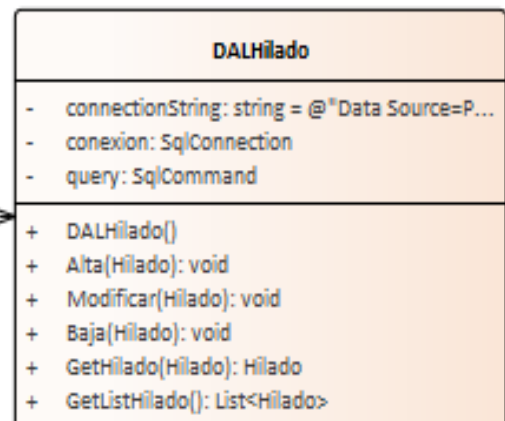 DALHilado
- connectionString: string = @"Data Source=P...
- conexion: SqlConnection
- query: SqlCommand
+ DALHilado()
+ Alta(Hilado): void
+ Modificar(Hilado): void
+ Baja(Hilado): void
+ GetHilado(Hilado): Hilado
+ GetListHilado(): List<Hilado>